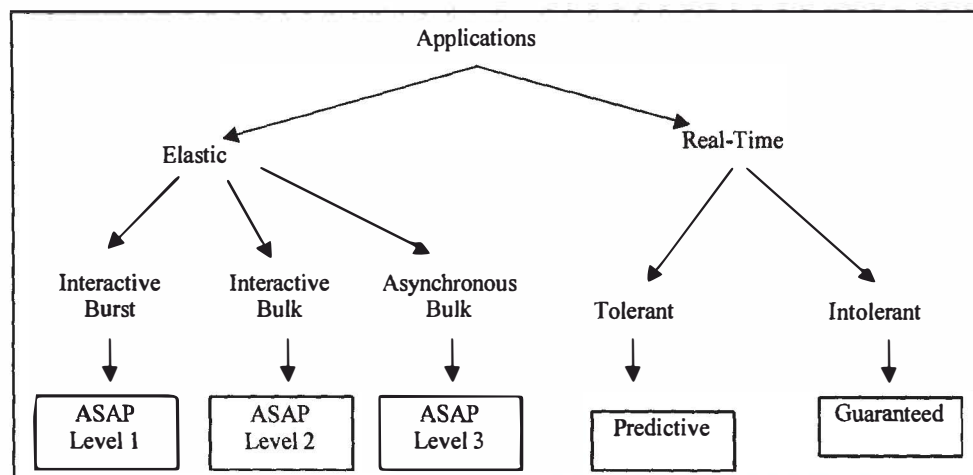 Applications
Elastic
Real-Time
Interactive
Burst
Interactive
Bulk
Asynchronous
Bulk
Tolerant
Intolerant
ASAP
Level 1
ASAP
Level 2
ASAP
Level 3
Predictive
Guaranteed